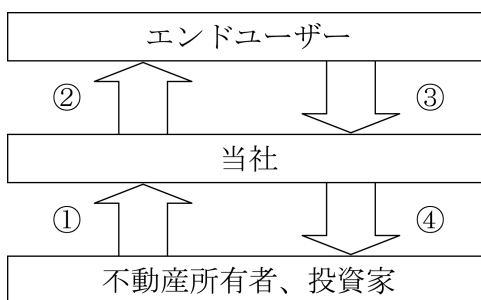 エンドユーザー
② ③
当社
① ④
不動産所有者、投資家